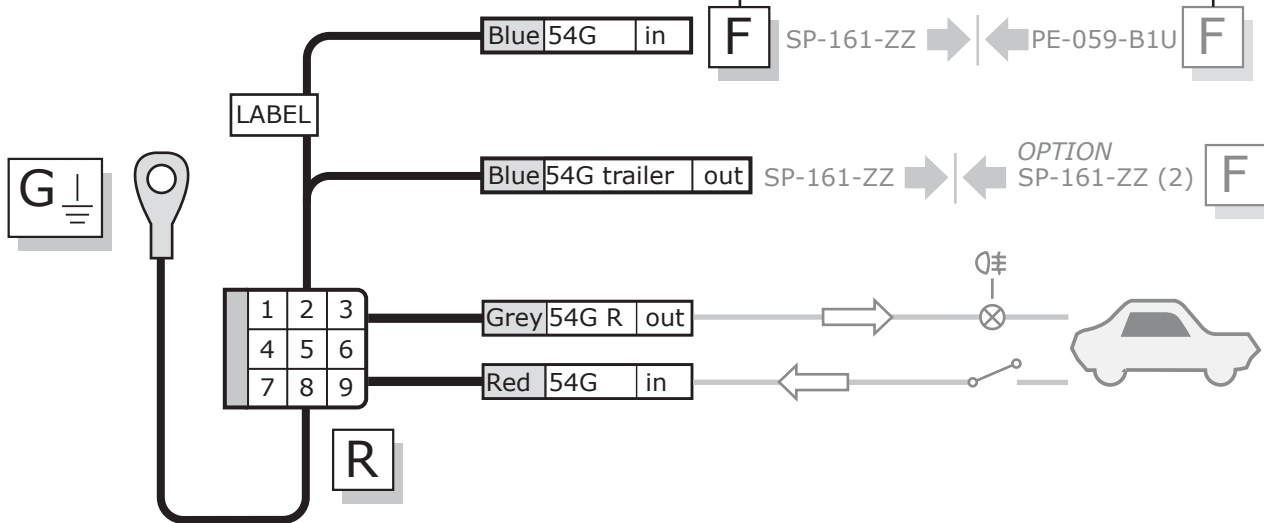 Blue 54G in F SP-161-ZZ PE-059-B1U F
LABEL
G
Blue 54G trailer out SP-161-ZZ OPTION
SP-161-ZZ (2) F
1 2 3
4 5 6
7 8 9
Grey 54G R out
Red 54G in
R